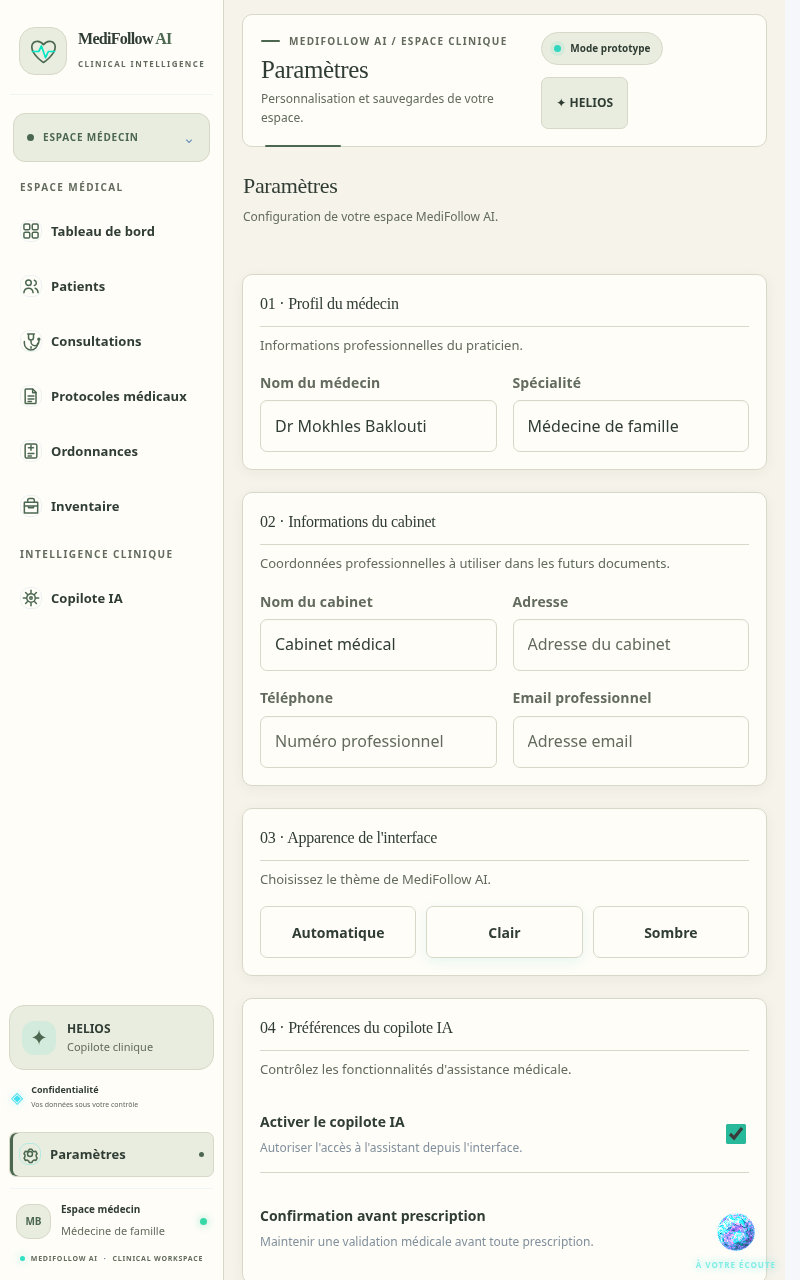 MediFollow AI
CLINICAL INTELLIGENCE
ESPACE MÉDECIN
ESPACE MÉDICAL
Tableau de bord
Patients
Consultations
Protocoles médicaux
Ordonnances
Inventaire
INTELLIGENCE CLINIQUE
Copilote IA
HELIOS
Copilote clinique
Confidentialité
Vos données sous votre contrôle
Paramètres
MB
Espace médecin
Médecine de famille
MEDIFOLLOW AI · CLINICAL WORKSPACE
MEDIFOLLOW AI / ESPACE CLINIQUE
Paramètres
Personnalisation et sauvegardes de votre
espace.
Mode prototype
✦ HELIOS
Paramètres
Configuration de votre espace MediFollow AI.
01 · Profil du médecin
Informations professionnelles du praticien.
Nom du médecin
Spécialité
Dr Mokhles Baklouti
Médecine de famille
02 · Informations du cabinet
Coordonnées professionnelles à utiliser dans les futurs documents.
Nom du cabinet
Adresse
Cabinet médical
Adresse du cabinet
Téléphone
Email professionnel
Numéro professionnel
Adresse email
03 · Apparence de l'interface
Choisissez le thème de MediFollow AI.
Automatique
Clair
Sombre
04 · Préférences du copilote IA
Contrôlez les fonctionnalités d'assistance médicale.
Activer le copilote IA
Autoriser l'accès à l'assistant depuis l'interface.
Confirmation avant prescription
Maintenir une validation médicale avant toute prescription.
À VOTRE ÉCOUTE